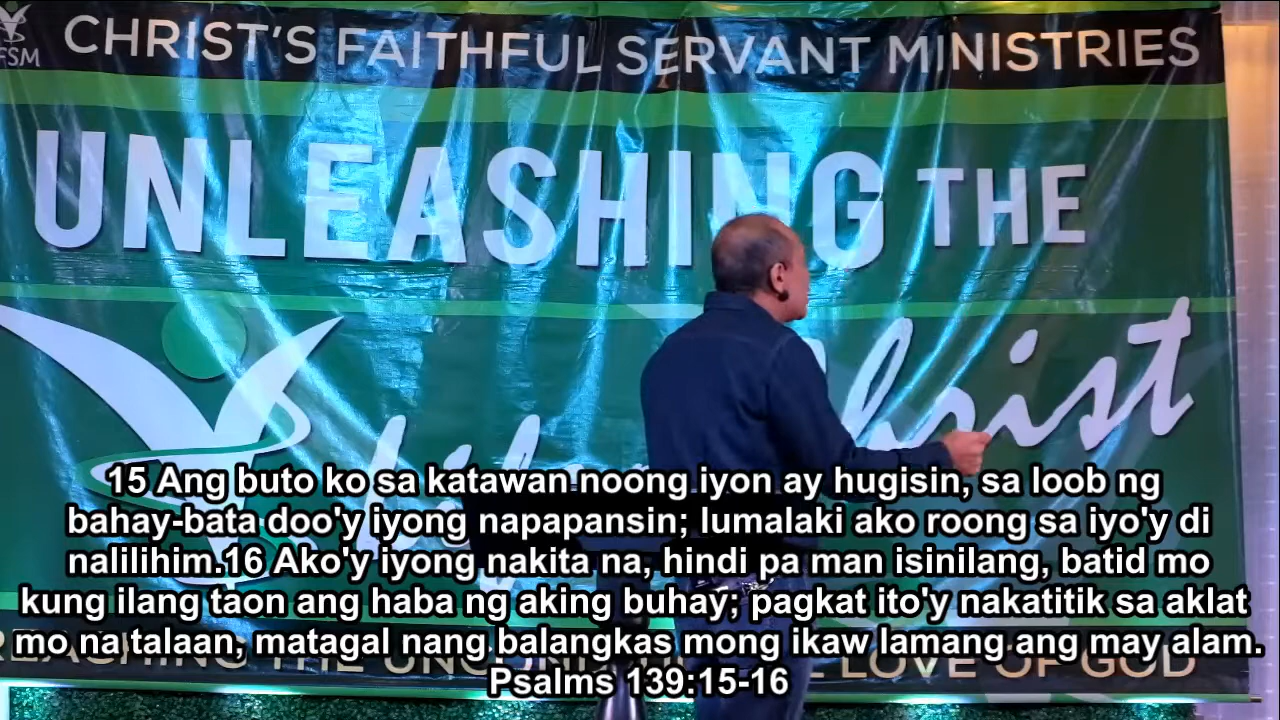 CFSM
CHRIST'S FAITHFUL SERVANT MINISTRIES
UNLEASHING THE
Christ
15 Ang buto ko sa katawan noong iyon ay hugisin, sa loob ng
bahay-bata doo'y iyong napapansin; lumalaki ako roong sa iyo'y di
nalilihim.16 Ako'y iyong nakita na, hindi pa man isinilang, batid mo
kung ilang taon ang haba ng aking buhay; pagkat ito'y nakatitik sa aklat
mo na talaan, matagal nang balangkas mong ikaw lamang ang may alam.
Psalms 139:15-16
LOVE OF GOD